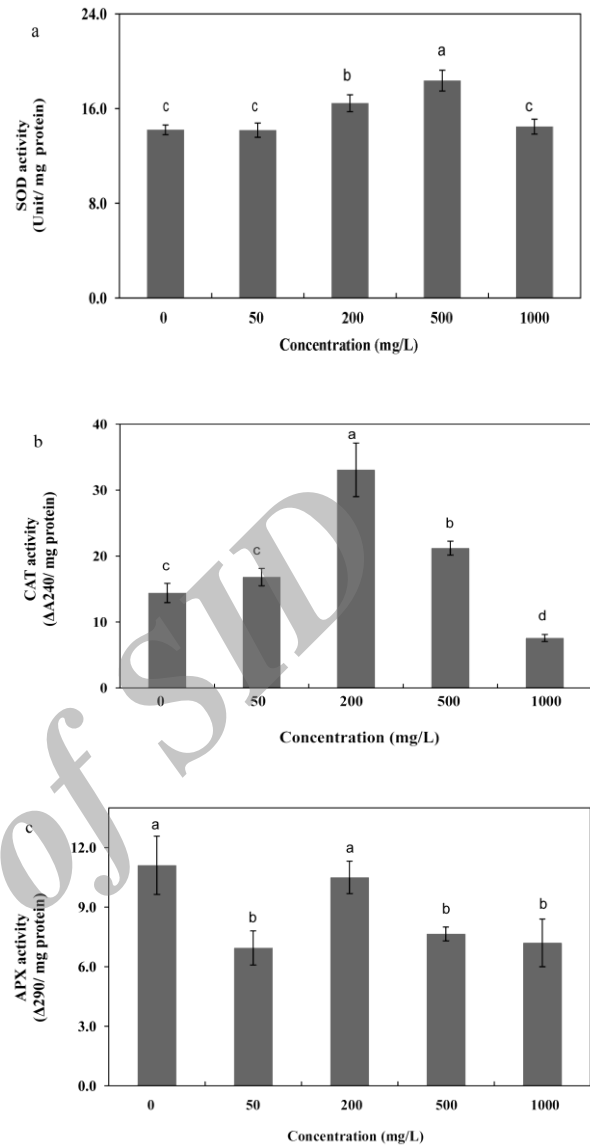 a
24.0
16.0
8.0
0.0
SOD activity
(Unit/ mg protein)
c
c
b
a
c
0 50 200 500 1000
Concentration (mg/L)
b
40
30
20
10
0
CAT activity
(ΔA240/ mg protein)
c
c
a
b
d
0 50 200 500 1000
Concentration (mg/L)
c
12.0
9.0
6.0
3.0
0.0
APX activity
(Δ290/ mg protein)
a
b
a
b
b
0 50 200 500 1000
Concentration (mg/L)
of SID